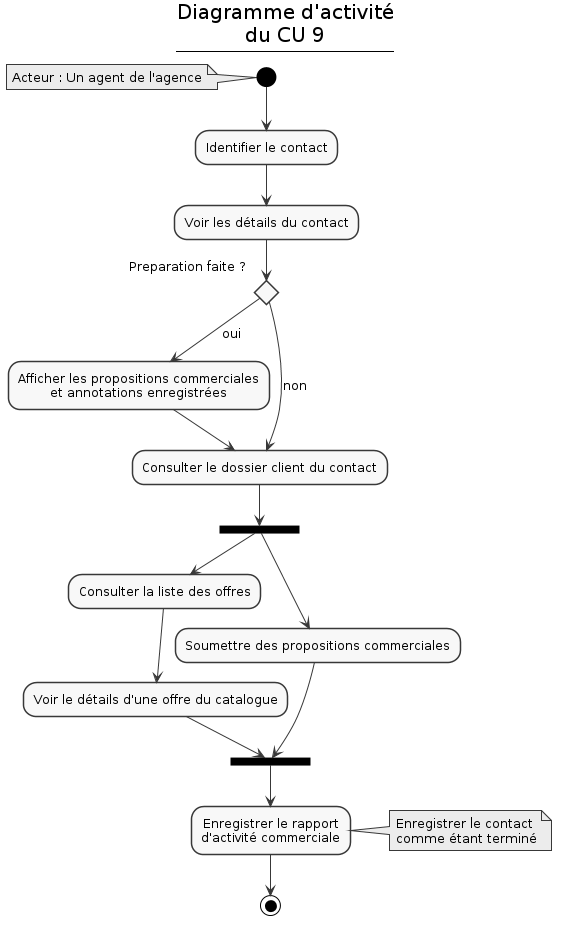 Diagramme d'activité
du CU 9
Acteur : Un agent de l'agence
Identifier le contact
Voir les détails du contact
Preparation faite ?
oui
Afficher les propositions commerciales
et annotations enregistrées
non
Consulter le dossier client du contact
Consulter la liste des offres
Soumettre des propositions commerciales
Voir le détails d'une offre du catalogue
Enregistrer le rapport
d'activité commerciale
Enregistrer le contact
comme étant terminé